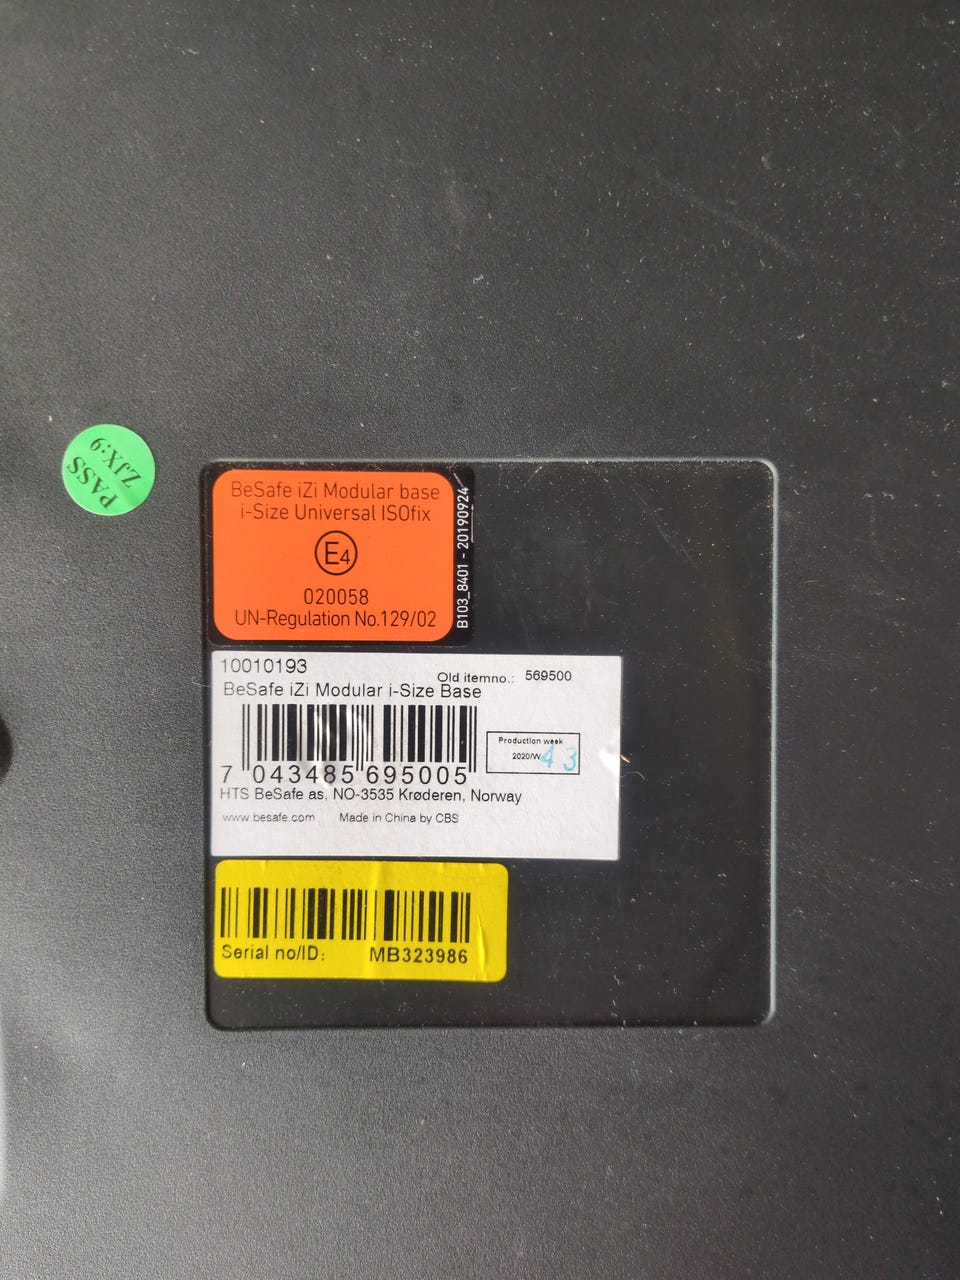 PASS
ZJX:9
BeSafe iZi Modular base
i-Size Universal ISOfix
E4
020058
UN-Regulation No.129/02
B103_8401 - 20190924
10010193
Old itemno.: 569500
BeSafe iZi Modular i-Size Base
7 043485 695005
Production week
2020/W 43
HTS BeSafe as. NO-3535 Krøderen, Norway
www.besafe.com Made in China by CBS
Serial no/ID: MB323986